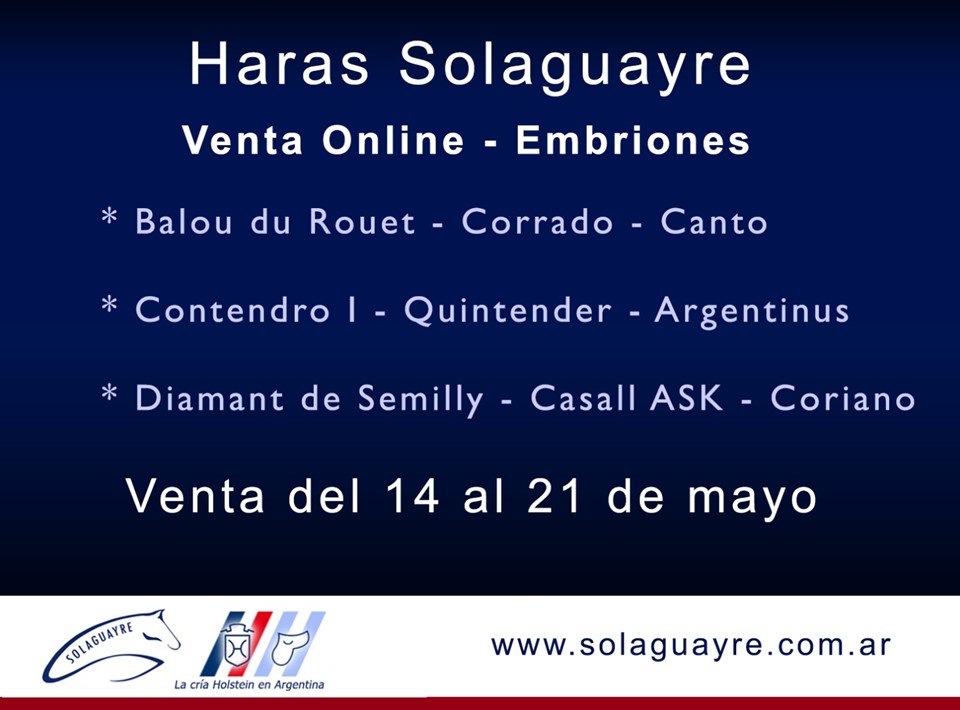 Haras Solaguayre
Venta Online - Embriones
* Balou du Rouet - Corrado - Canto
* Contendro I - Quintender - Argentinus
* Diamant de Semilly - Casall ASK - Coriano
Venta del 14 al 21 de mayo
SOLAGUAYRE
La cría Holstein en Argentina
www.solaguayre.com.ar